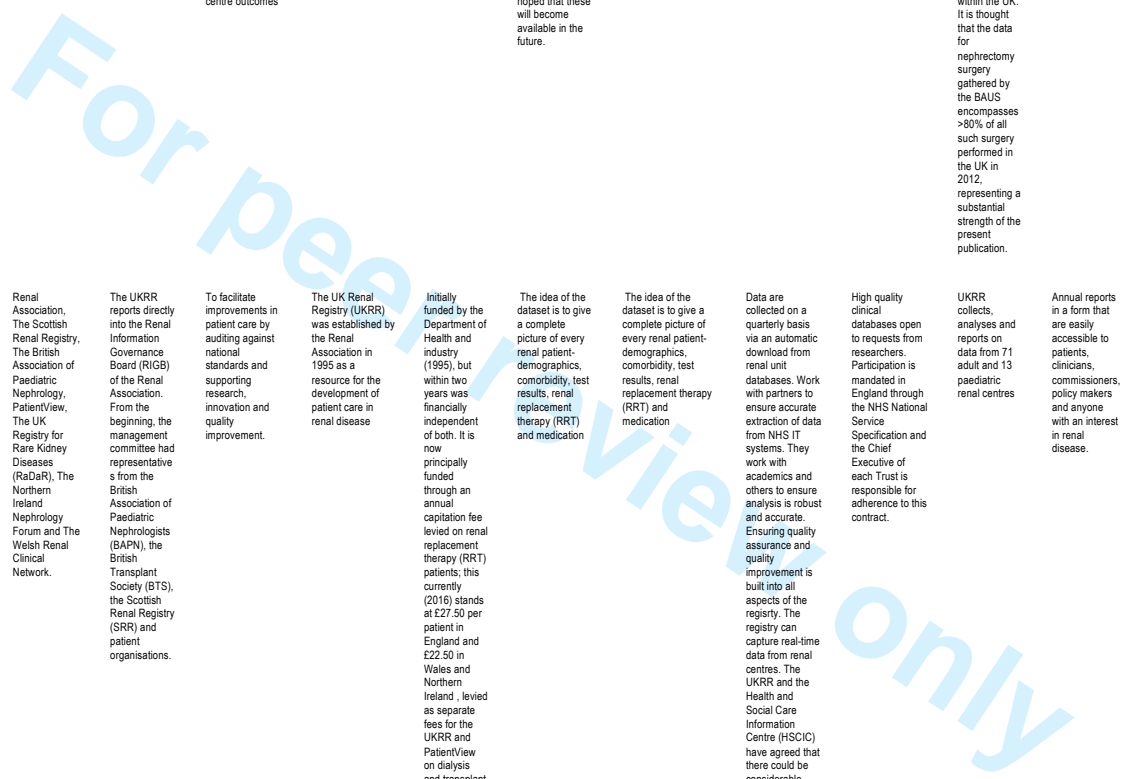 centre outcomes
hoped that these
will become
available in the
future.
within the UK.
It is thought
that the data
for
nephrectomy
surgery
gathered by
the BAUS
encompasses
>80% of all
such surgery
performed in
the UK in
2012,
representing a
substantial
strength of the
present
publication.
Renal
Association,
The Scottish
Renal Registry,
The British
Association of
Paediatric
Nephrology,
PatientView,
The UK
Registry for
Rare Kidney
Diseases
(RaDaR), The
Northern
Ireland
Nephrology
Forum and The
Welsh Renal
Clinical
Network.
The UKRR
reports directly
into the Renal
Information
Governance
Board (RIGB)
of the Renal
Association.
From the
beginning, the
management
committee had
representative
s from the
British
Association of
Paediatric
Nephrologists
(BAPN), the
British
Transplant
Society (BTS),
the Scottish
Renal Registry
(SRR) and
patient
organisations.
To facilitate
improvements in
patient care by
auditing against
national
standards and
supporting
research,
innovation and
quality
improvement.
The UK Renal
Registry (UKRR)
was established by
the Renal
Association in
1995 as a
resource for the
development of
patient care in
renal disease
Initially
funded by the
Department of
Health and
industry
(1995), but
within two
years was
financially
independent
of both. It is
now
principally
funded
through an
annual
capitation fee
levied on renal
replacement
therapy (RRT)
patients; this
currently
(2016) stands
at £27.50 per
patient in
England and
£22.50 in
Wales and
Northern
Ireland , levied
as separate
fees for the
UKRR and
PatientView
on dialysis
and transplant
The idea of the
dataset is to give
a complete
picture of every
renal patient-
demographics,
comorbidity, test
results, renal
replacement
therapy (RRT)
and medication
The idea of the
dataset is to give a
complete picture of
every renal patient-
demographics,
comorbidity, test
results, renal
replacement therapy
(RRT) and
medication
Data are
collected on a
quarterly basis
via an automatic
download from
renal unit
databases. Work
with partners to
ensure accurate
extraction of data
from NHS IT
systems. They
work with
academics and
others to ensure
analysis is robust
and accurate.
Ensuring quality
assurance and
quality
improvement is
built into all
aspects of the
regisrty. The
registry can
capture real-time
data from renal
centres. The
UKRR and the
Health and
Social Care
Information
Centre (HSCIC)
have agreed that
there could be
considerable
High quality
clinical
databases open
to requests from
researchers.
Participation is
mandated in
England through
the NHS National
Service
Specification and
the Chief
Executive of
each Trust is
responsible for
adherence to this
contract.
UKRR
collects,
analyses and
reports on
data from 71
adult and 13
paediatric
renal centres
Annual reports
in a form that
are easily
accessible to
patients,
clinicians,
commissioners,
policy makers
and anyone
with an interest
in renal
disease.
For peer review only